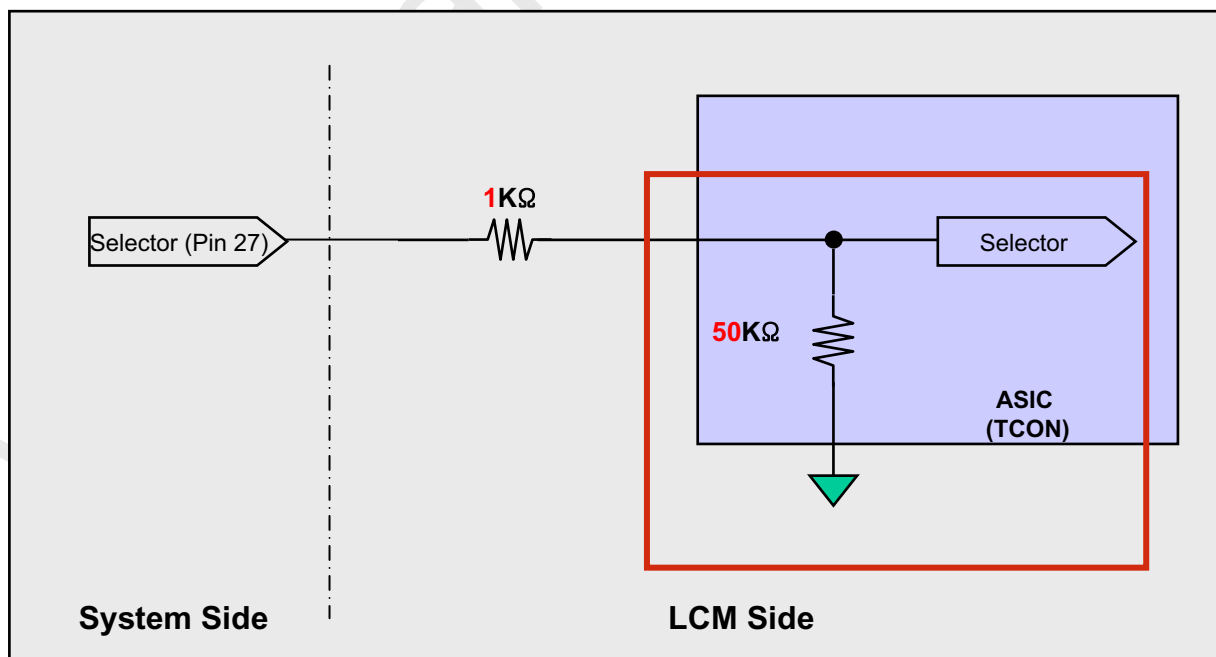 1KΩ
Selector (Pin 27)
Selector
50KΩ
ASIC
(TCON)
System Side
LCM Side